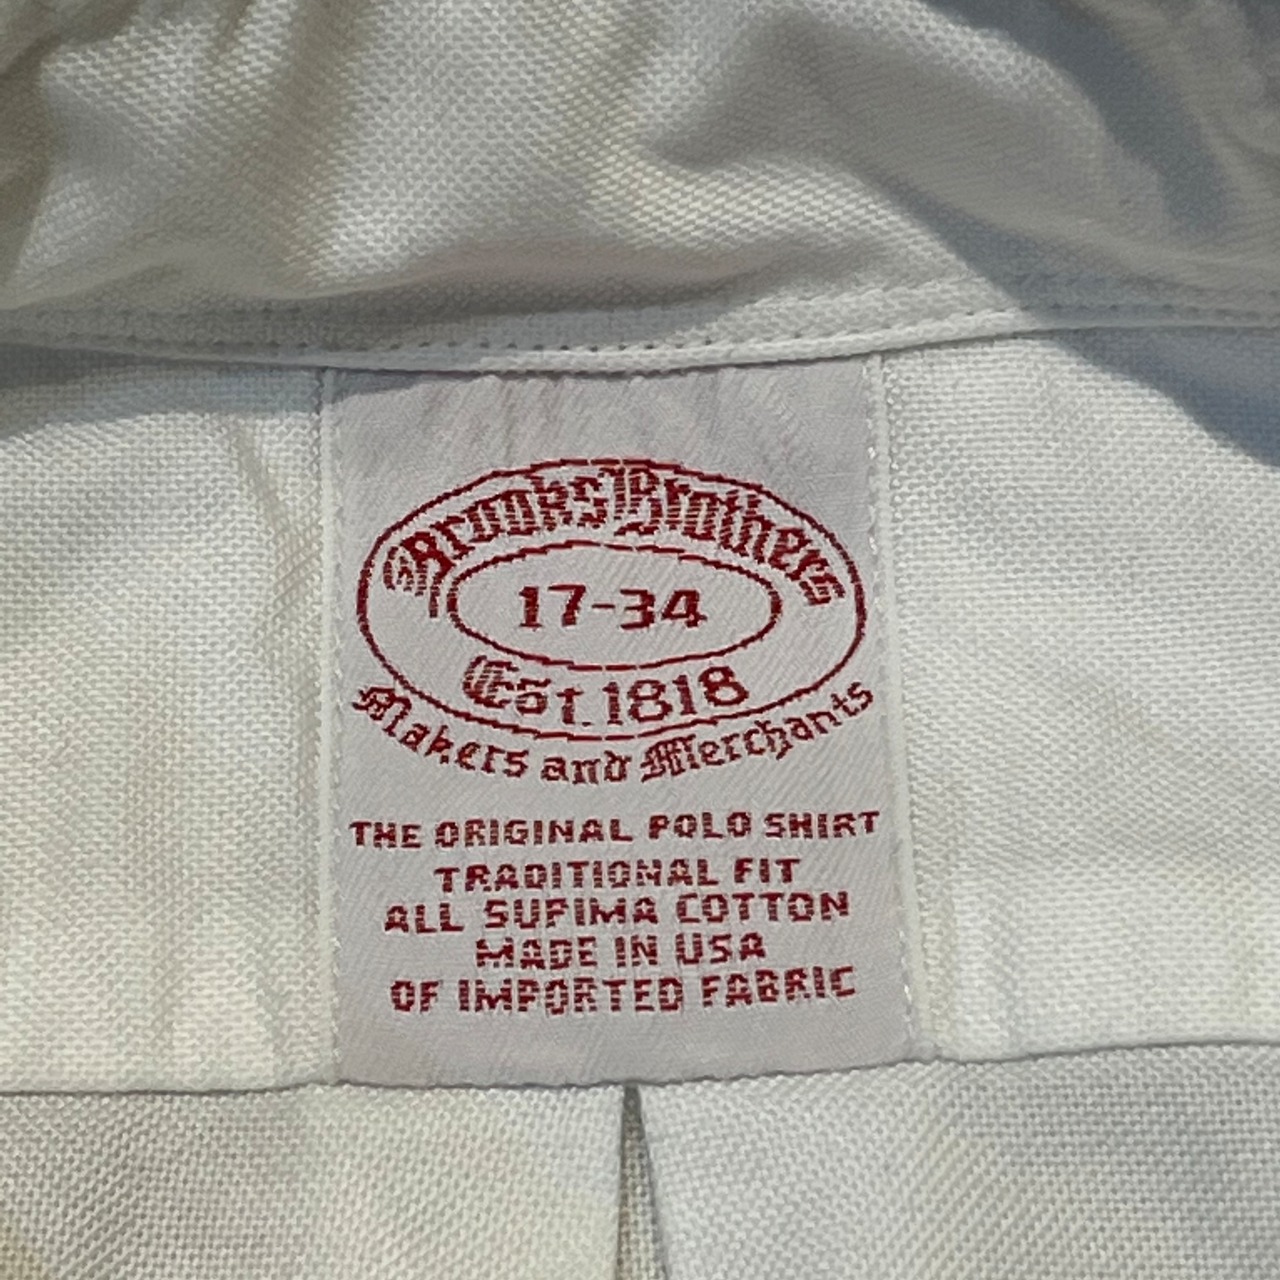 Brooks Brothers
17-34
Est. 1818
Makers and Merchants
THE ORIGINAL POLO SHIRT
TRADITIONAL FIT
ALL SUPIMA COTTON
MADE IN USA
OF IMPORTED FABRIC